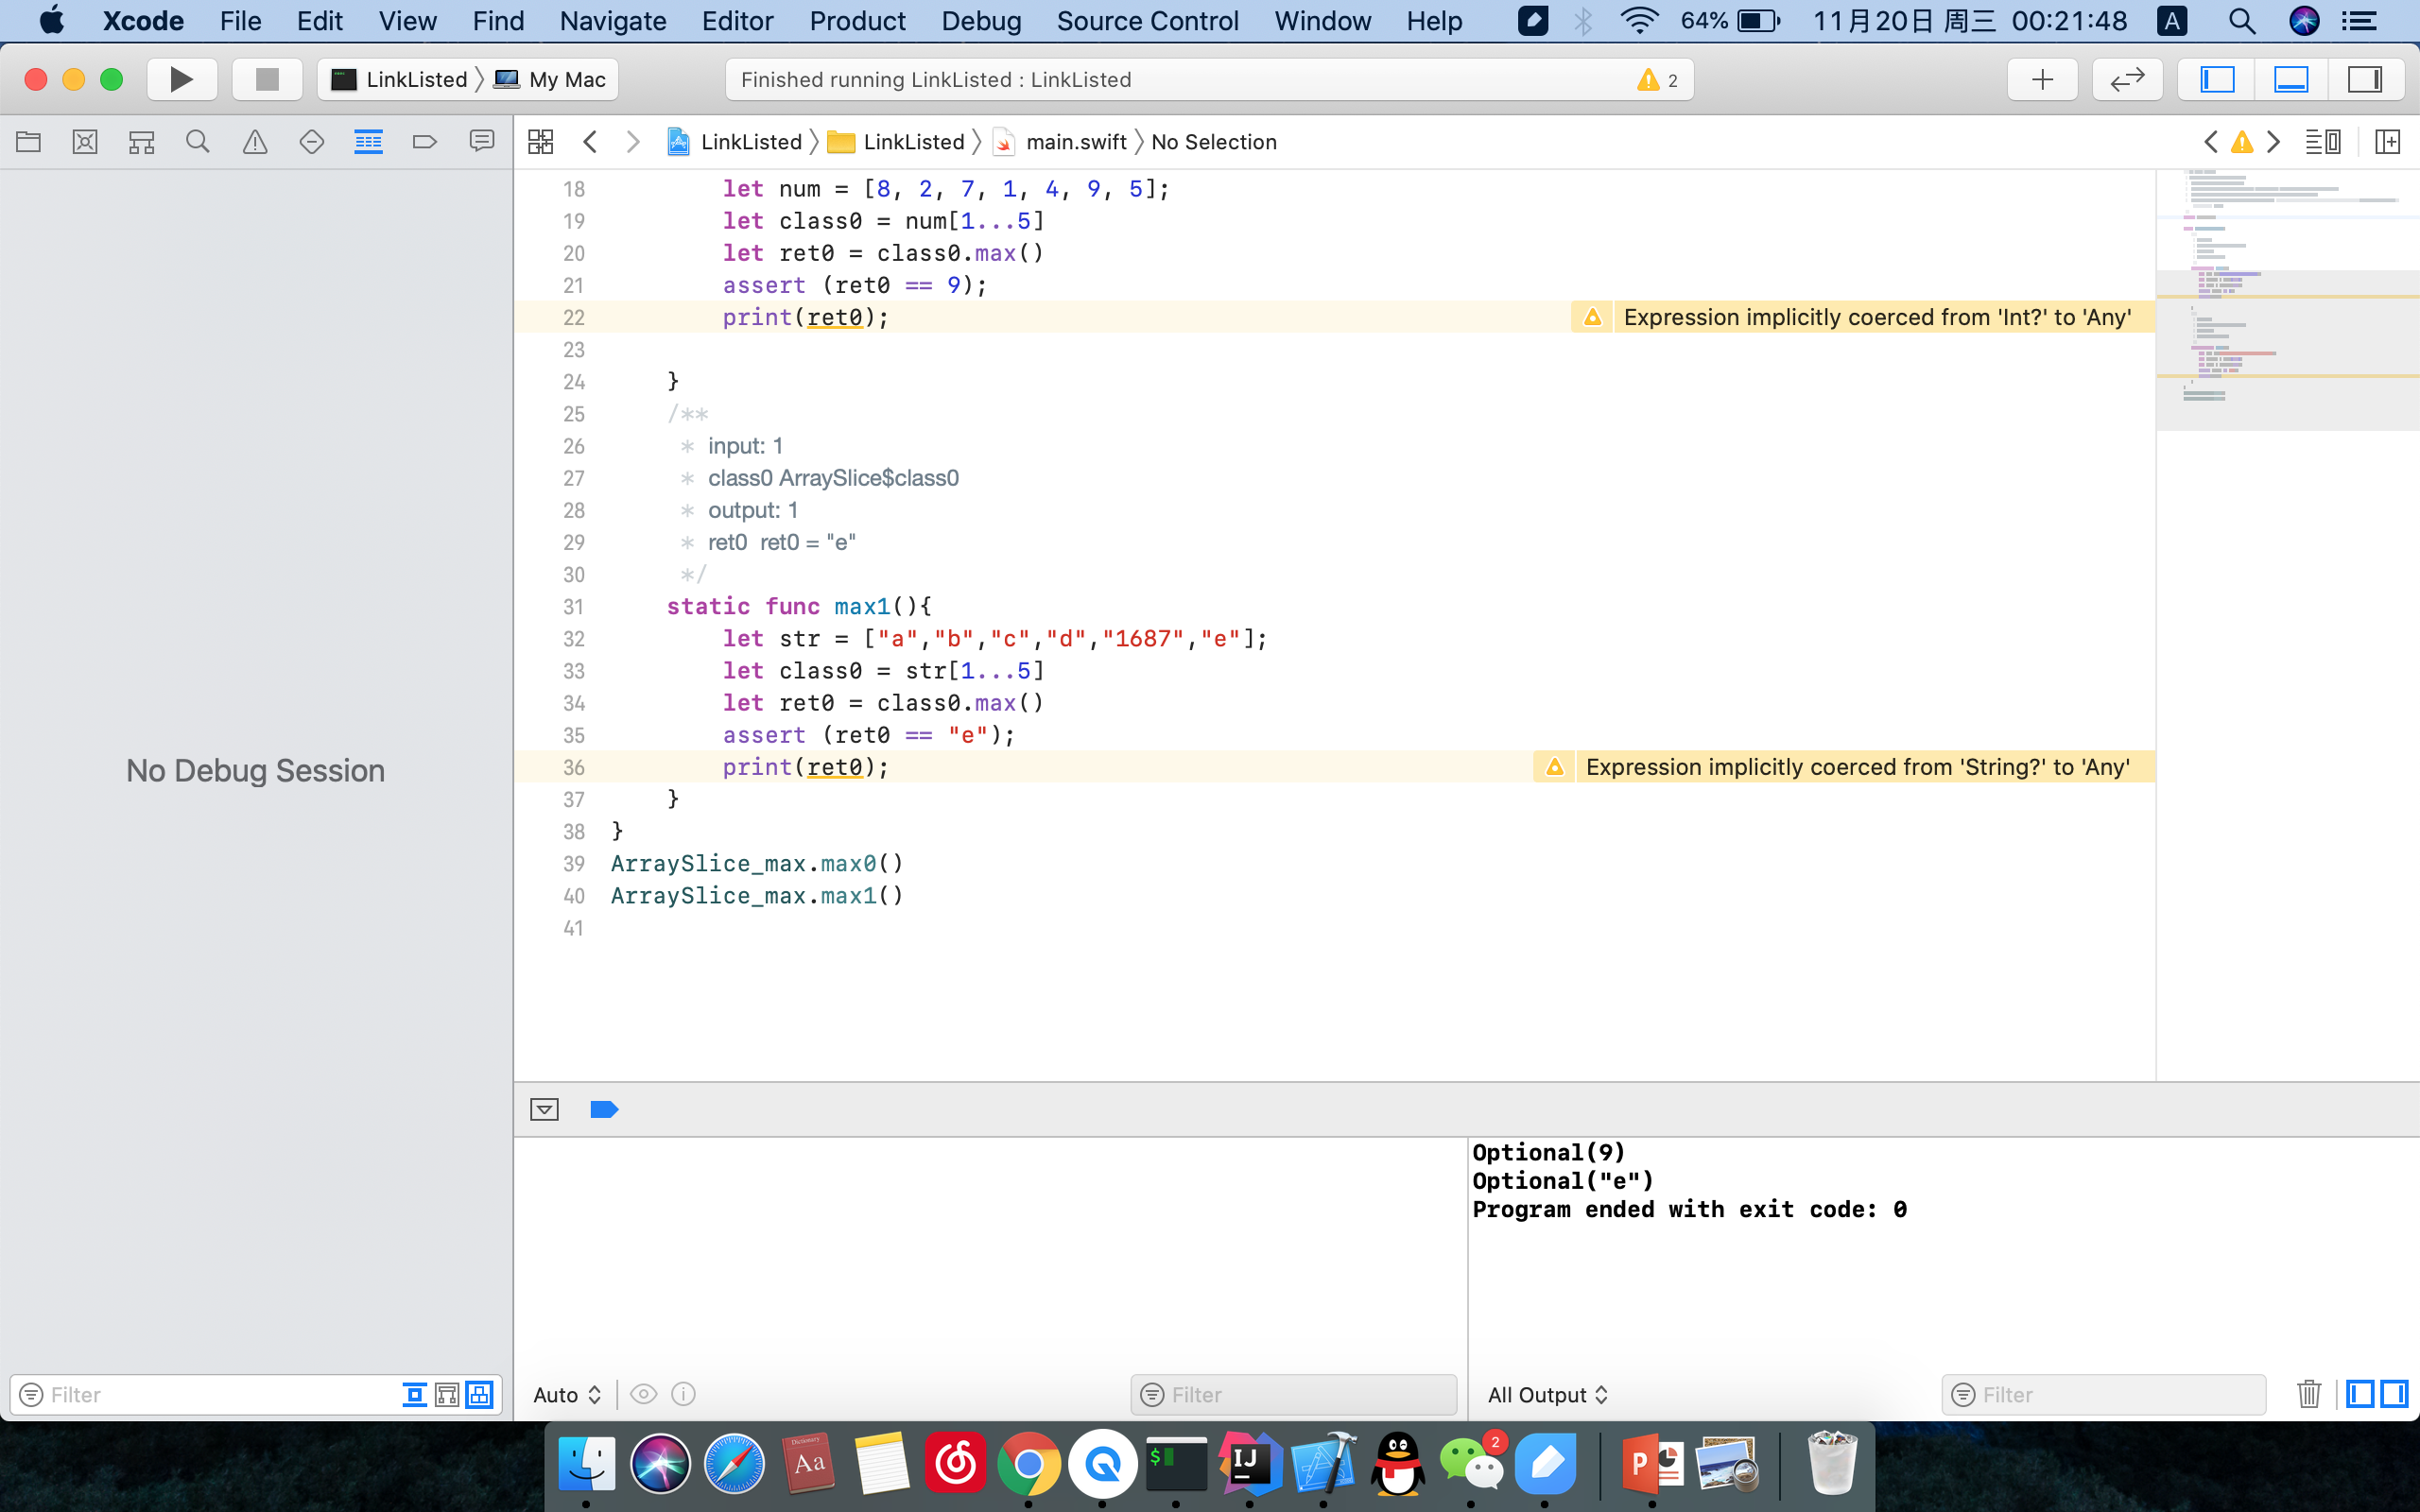 Xcode File Edit View Find Navigate Editor Product Debug Source Control Window Help 64% 11月20日 周三 00:21:48 A
LinkListed My Mac
Finished running LinkListed : LinkListed
2
LinkListed LinkListed main.swift No Selection
18 let num = [8, 2, 7, 1, 4, 9, 5];
19 let class0 = num[1...5]
20 let ret0 = class0.max()
21 assert (ret0 == 9);
22 print(ret0);
Expression implicitly coerced from 'Int?' to 'Any'
23
24 }
25 /**
26 * input: 1
27 * class0 ArraySlice$class0
28 * output: 1
29 * ret0 ret0 = "e"
30 */
31 static func max1(){
32 let str = ["a","b","c","d","1687","e"];
33 let class0 = str[1...5]
34 let ret0 = class0.max()
35 assert (ret0 == "e");
36 print(ret0);
Expression implicitly coerced from 'String?' to 'Any'
37 }
38 }
39 ArraySlice_max.max0()
40 ArraySlice_max.max1()
41
No Debug Session
Optional(9)
Optional("e")
Program ended with exit code: 0
Filter
Auto
Filter
All Output
Filter
Dictionary
Aa
$
IJ
2
P